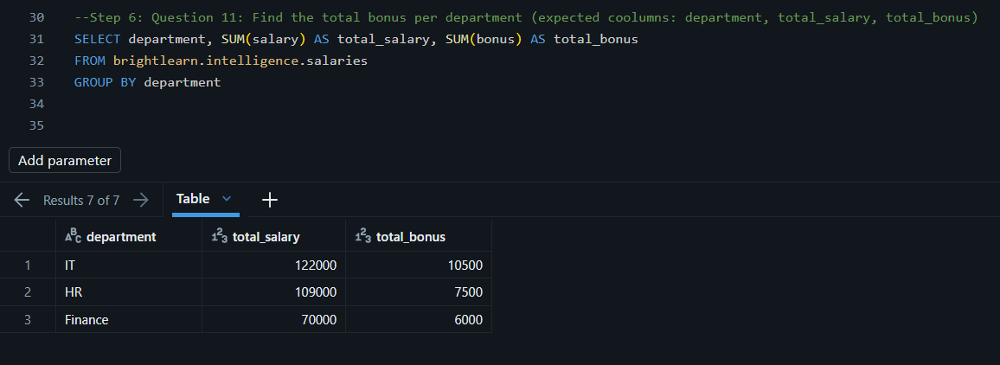 30 --Step 6: Question 11: Find the total bonus per department (expected coolumns: department, total_salary, total_bonus)
31 SELECT department, SUM(salary) AS total_salary, SUM(bonus) AS total_bonus
32 FROM brightlearn.intelligence.salaries
33 GROUP BY department
34
35
Add parameter
← Results 7 of 7 → Table +
ABC department 123 total_salary 123 total_bonus
1 IT 122000 10500
2 HR 109000 7500
3 Finance 70000 6000